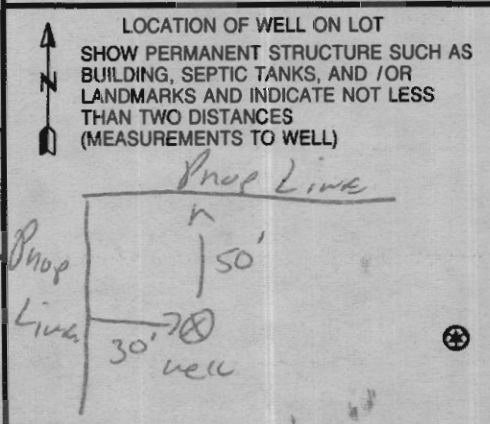 LOCATION OF WELL ON LOT
SHOW PERMANENT STRUCTURE SUCH AS
BUILDING, SEPTIC TANKS, AND /OR
LANDMARKS AND INDICATE NOT LESS
THAN TWO DISTANCES
(MEASUREMENTS TO WELL)
N
Prop Line
50'
Prop
Line
30'
well